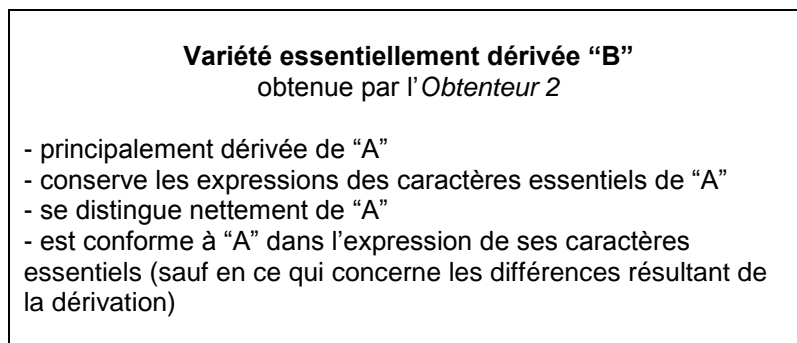 Variété essentiellement dérivée “B”
obtenue par l’Obtenteur 2
- principalement dérivée de “A”
- conserve les expressions des caractères essentiels de “A”
- se distingue nettement de “A”
- est conforme à “A” dans l’expression de ses caractères
essentiels (sauf en ce qui concerne les différences résultant de
la dérivation)